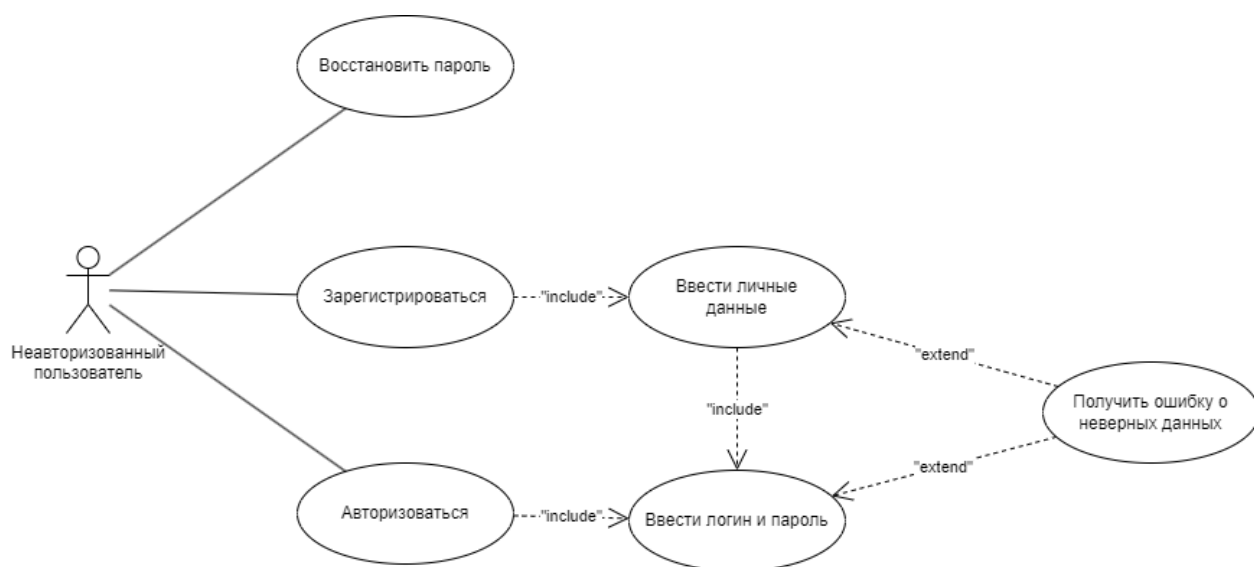 Восстановить пароль
Зарегистрироваться
"include"
Ввести личные
данные
Неавторизованный
пользователь
"extend"
"include"
Получить ошибку о
неверных данных
"extend"
Авторизоваться
"include"
Ввести логин и пароль